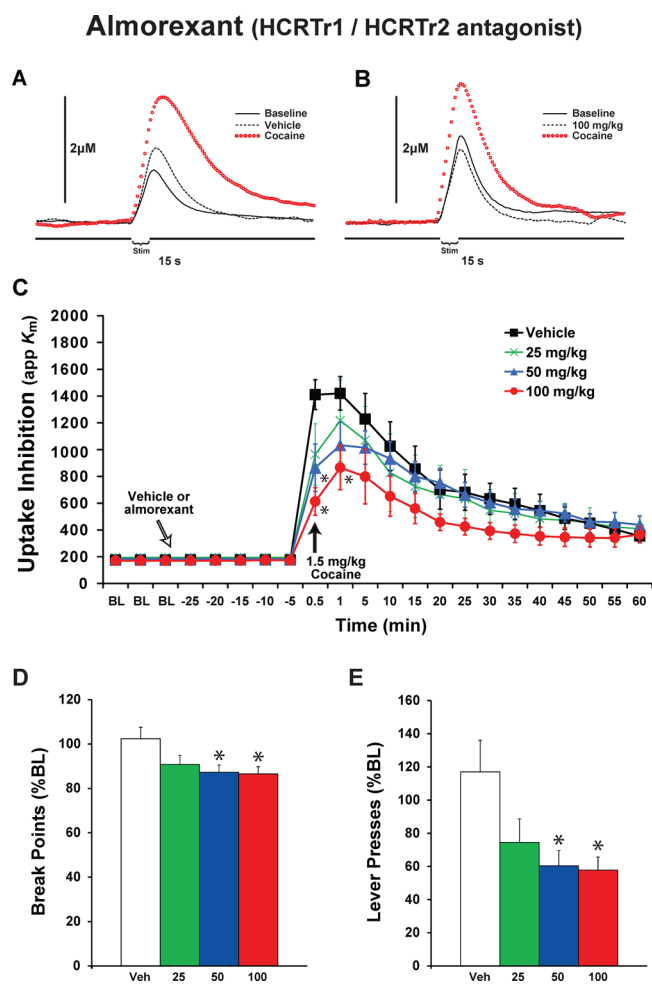 Almorexant (HCRTr1 / HCRTr2 antagonist)
A
2µM
Baseline
Vehicle
Cocaine
Stim
15 s
B
2µM
Baseline
100 mg/kg
Cocaine
Stim
15 s
C
Uptake Inhibition (app Km)
2000
1800
1600
1400
1200
1000
800
600
400
200
0
Vehicle
25 mg/kg
50 mg/kg
100 mg/kg
Vehicle or
almorexant
* * *
1.5 mg/kg
Cocaine
BL BL BL -25 -20 -15 -10 -5 0.5 1 5 10 15 20 25 30 35 40 45 50 55 60
Time (min)
D
Break Points (%BL)
120
100
80
60
40
20
0
* *
Veh 25 50 100
E
Lever Presses (%BL)
160
140
120
100
80
60
40
20
0
* *
Veh 25 50 100